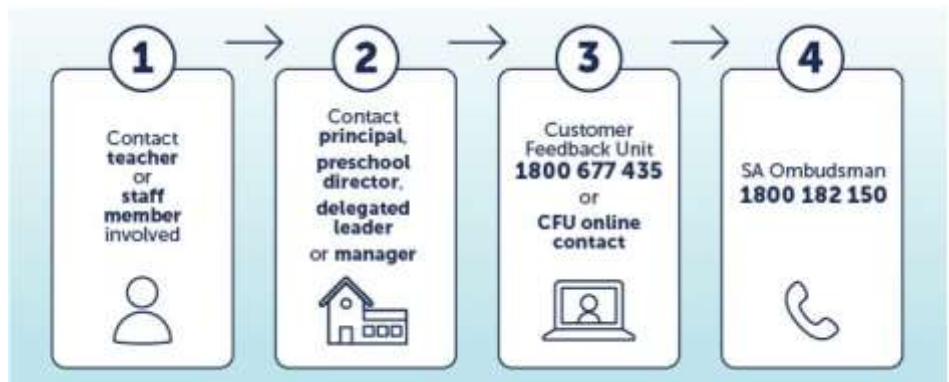 1
Contact
teacher
or
staff
member
involved
2
Contact
principal,
preschool
director,
delegated
leader
or manager
3
Customer
Feedback Unit
1800 677 435
or
CFU online
contact
4
SA Ombudsman
1800 182 150